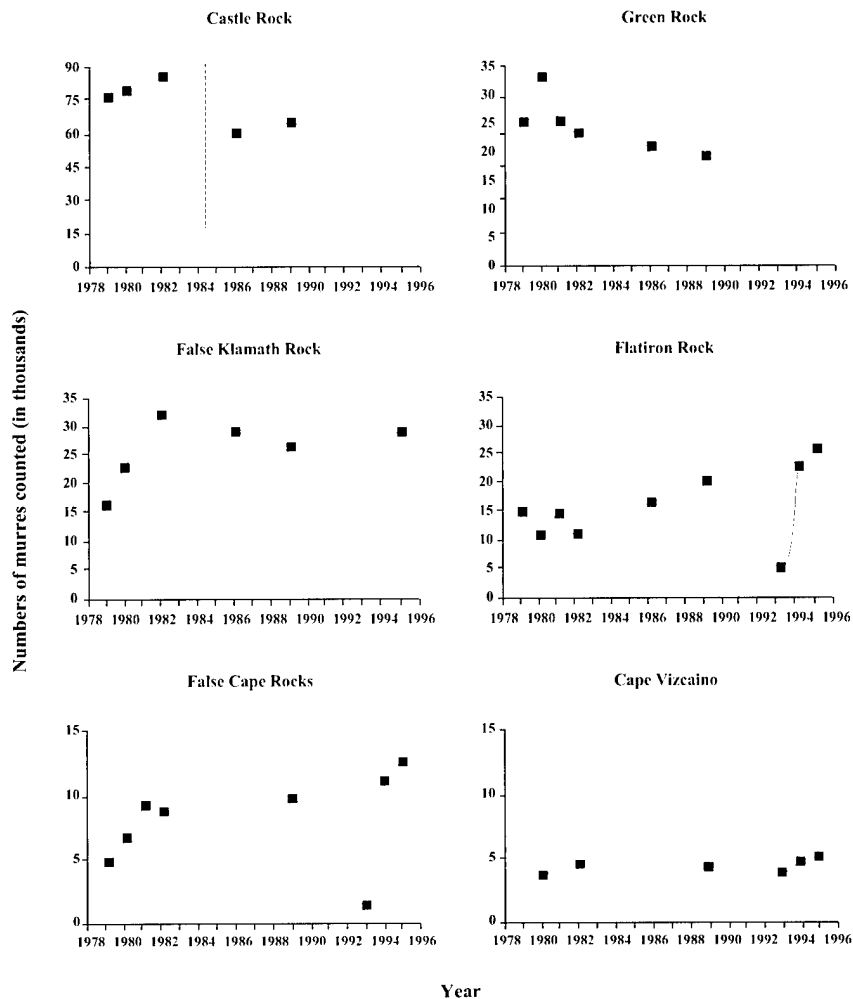 Castle Rock
90
75
60
45
30
15
0
1978 1980 1982 1984 1986 1988 1990 1992 1994 1996
Green Rock
35
30
25
20
15
10
5
0
1978 1980 1982 1984 1986 1988 1990 1992 1994 1996
Numbers of murres counted (in thousands)
False Klamath Rock
35
30
25
20
15
10
5
0
1978 1980 1982 1984 1986 1988 1990 1992 1994 1996
Flatiron Rock
35
30
25
20
15
10
5
0
1978 1980 1982 1984 1986 1988 1990 1992 1994 1996
False Cape Rocks
15
10
5
0
1978 1980 1982 1984 1986 1988 1990 1992 1994 1996
Cape Vizcaino
15
10
5
0
1978 1980 1982 1984 1986 1988 1990 1992 1994 1996
Year